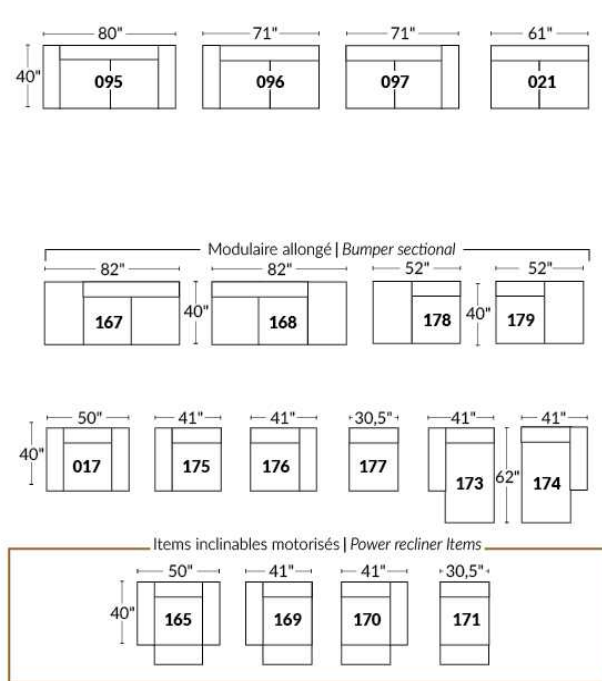 80" 71" 71" 61"
40" 095 096 097 021
Modulaire allongé | Bumper sectional
82" 82" 52" 52"
167 40" 168 178 40" 179
50" 41" 41" 30,5" 41" 41"
40" 017 175 176 177 173 62" 174
Items inclinables motorisés | Power recliner Items
50" 41" 41" 30,5"
40" 165 169 170 171